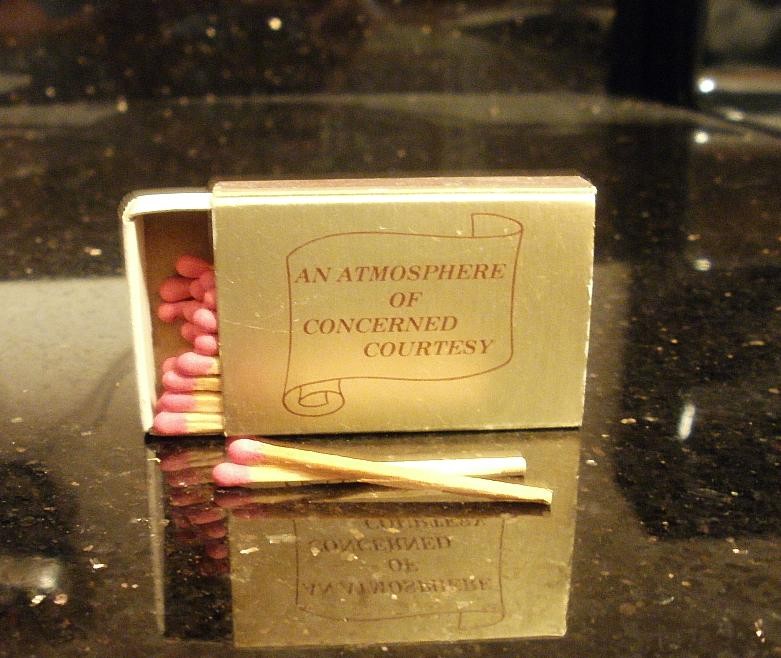 AN ATMOSPHERE
OF
CONCERNED
COURTESY